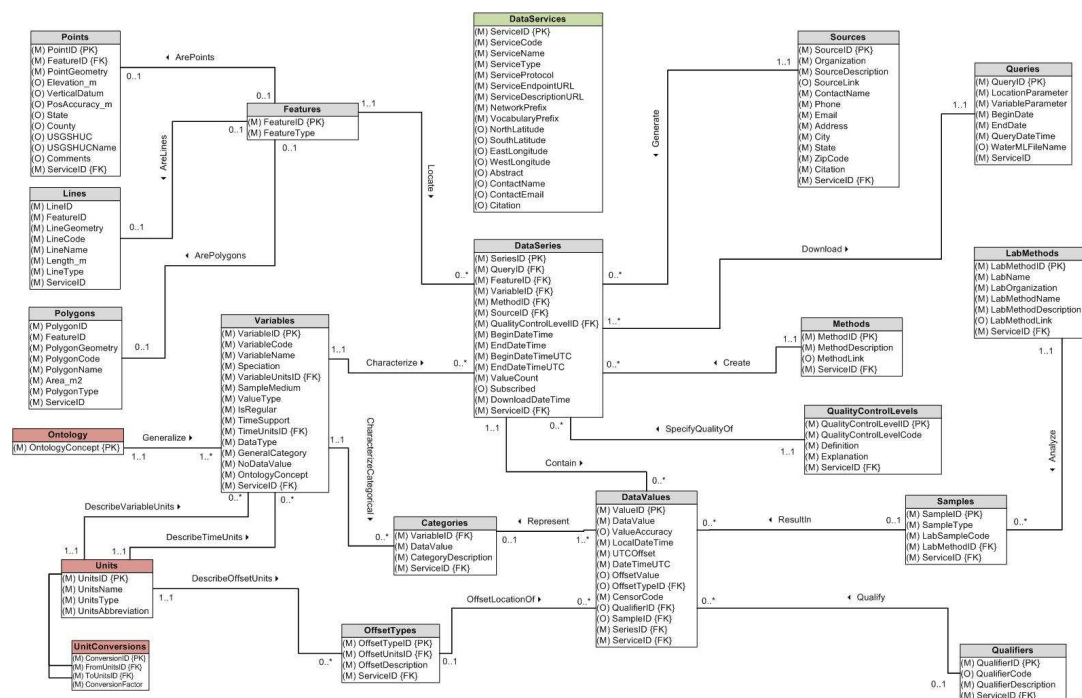 Points
(M) PointID {PK}
(M) FeatureID {FK}
(M) PointGeometry
(O) Elevation_m
(O) VerticalDatum
(O) PosAccuracy_m
(O) State
(O) County
(O) USGSHUC
(O) USGSHUCName
(O) Comments
(M) ServiceID {FK}
◄ ArePoints
0..1
0..1
Features
(M) FeatureID {PK}
(M) FeatureType
1..1
0..1
0..1
◄ AreLines
Lines
(M) LineID
(M) FeatureID
(M) LineGeometry
(M) LineCode
(M) LineName
(M) Length_m
(M) LineType
(M) ServiceID
0..1
◄ ArePolygons
Polygons
(M) PolygonID
(M) FeatureID
(M) PolygonGeometry
(M) PolygonCode
(M) PolygonName
(M) Area_m2
(M) PolygonType
(M) ServiceID
0..1
DataServices
(M) ServiceID {PK}
(M) ServiceCode
(M) ServiceName
(M) ServiceType
(M) ServiceProtocol
(M) ServiceEndpointURL
(M) ServiceDescriptionURL
(M) NetworkPrefix
(M) VocabularyPrefix
(O) NorthLatitude
(O) SouthLatitude
(O) EastLongitude
(O) WestLongitude
(O) Abstract
(O) ContactName
(O) ContactEmail
(O) Citation
Locate ►
0..*
Sources
(M) SourceID {PK}
(M) Organization
(M) SourceDescription
(O) SourceLink
(M) ContactName
(M) Phone
(M) Email
(M) Address
(M) City
(M) State
(M) ZipCode
(M) Citation
(M) ServiceID {FK}
1..1
◄ Generate
0..*
Queries
(M) QueryID {PK}
(M) LocationParameter
(M) VariableParameter
(M) BeginDate
(M) EndDate
(M) QueryDateTime
(O) WaterMLFileName
(M) ServiceID
1..1
Download ►
1..*
DataSeries
(M) SeriesID {PK}
(M) QueryID {FK}
(M) FeatureID {FK}
(M) VariableID {FK}
(M) MethodID {FK}
(M) SourceID {FK}
(M) QualityControlLevelID {FK}
(M) BeginDateTime
(M) EndDateTime
(M) BeginDateTimeUTC
(M) EndDateTimeUTC
(M) ValueCount
(O) Subscribed
(M) DownloadDateTime
(M) ServiceID {FK}
LabMethods
(M) LabMethodID {PK}
(M) LabName
(M) LabOrganization
(M) LabMethodName
(M) LabMethodDescription
(O) LabMethodLink
(M) ServiceID {FK}
1..1
◄ Analyze
0..*
Methods
(M) MethodID {PK}
(M) MethodDescription
(O) MethodLink
(M) ServiceID {FK}
1..1
◄ Create
0..*
QualityControlLevels
(M) QualityControlLevelID {PK}
(M) QualityControlLevelCode
(M) Definition
(M) Explanation
(M) ServiceID {FK}
1..1
◄ SpecifyQualityOf
0..*
Variables
(M) VariableID {PK}
(M) VariableCode
(M) VariableName
(M) Speciation
(M) VariableUnitsID {FK}
(M) SampleMedium
(M) ValueType
(M) IsRegular
(M) TimeSupport
(M) TimeUnitsID {FK}
(M) DataType
(M) GeneralCategory
(M) NoDataValue
(M) OntologyConcept
(M) ServiceID {FK}
1..1
Characterize ►
0..*
Ontology
(M) OntologyConcept {PK}
Generalize ►
1..1
1..*
1..1
CharacterizeCategorical ►
0..*
1..1
Contain ►
0..*
0..*
0..*
DescribeVariableUnits ►
DescribeTimeUnits ►
1..1
1..1
Units
(M) UnitsID {PK}
(M) UnitsName
(M) UnitsType
(M) UnitsAbbreviation
DescribeOffsetUnits ►
1..1
0..*
UnitConversions
(M) ConversionID {PK}
(M) FromUnitsID {FK}
(M) ToUnitsID {FK}
(M) ConversionFactor
Categories
(M) VariableID {FK}
(M) DataValue
(M) CategoryDescription
(M) ServiceID {FK}
◄ Represent
0..1
1..*
OffsetTypes
(M) OffsetTypeID {PK}
(M) OffsetUnitsID {FK}
(M) OffsetDescription
(M) ServiceID {FK}
OffsetLocationOf ►
0..1
0..*
DataValues
(M) ValueID {PK}
(M) DataValue
(O) ValueAccuracy
(M) LocalDateTime
(M) UTCOffset
(M) DateTimeUTC
(O) OffsetValue
(O) OffsetTypeID {FK}
(M) CensorCode
(O) QualifierID {FK}
(O) SampleID {FK}
(M) SeriesID {FK}
(M) ServiceID {FK}
0..*
◄ ResultIn
0..1
Samples
(M) SampleID {PK}
(M) SampleType
(M) LabSampleCode
(M) LabMethodID {FK}
(M) ServiceID {FK}
0..*
◄ Qualify
0..1
Qualifiers
(M) QualifierID {PK}
(O) QualifierCode
(M) QualifierDescription
(M) ServiceID {FK}